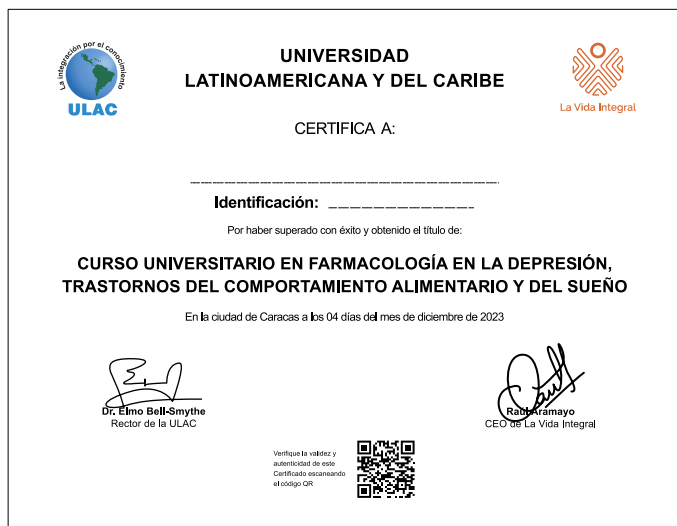 La integración por el conocimiento
ULAC
UNIVERSIDAD
LATINOAMERICANA Y DEL CARIBE
La Vida Integral
CERTIFICA A:
Identificación:
Por haber superado con éxito y obtenido el título de:
CURSO UNIVERSITARIO EN FARMACOLOGÍA EN LA DEPRESIÓN,
TRASTORNOS DEL COMPORTAMIENTO ALIMENTARIO Y DEL SUEÑO
En la ciudad de Caracas a los 04 días del mes de diciembre de 2023
Dr. Elmo Bell-Smythe
Rector de la ULAC
Raúl Aramayo
CEO de La Vida Integral
Verifique la validez y
autenticidad de este
Certificado escaneando
el código QR